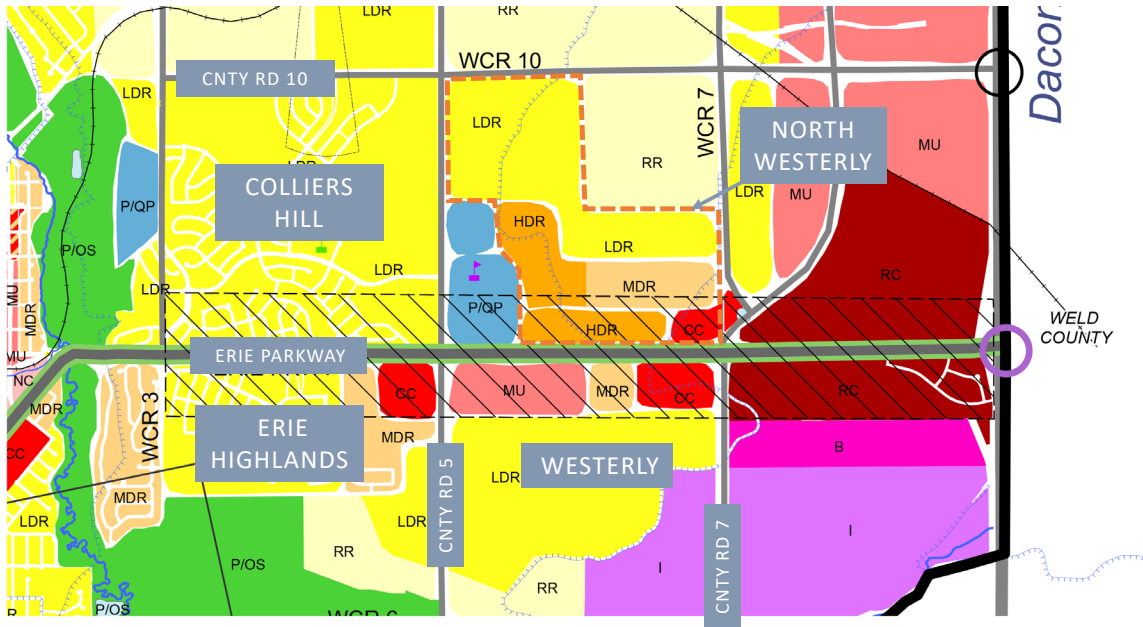 LDR
RR
Dacon
WCR 10
CNTY RD 10
LDR
LDR
WCR 7
NORTH
WESTERLY
MU
RR
LDR
MU
COLLIERS
HILL
P/QP
HDR
P/OS
LDR
LDR
RC
LDR
MDR
MU
MDR
P/QP
HDR
CC
WELD
COUNTY
ERIE PARKWAY
MU
NC
CC
MU
MDR
CC
RC
MDR
WCR 3
ERIE
HIGHLANDS
MDR
B
CC
WESTERLY
LDR
CNTY RD 5
MDR
LDR
LDR
CNTY RD 7
I
P/OS
RR
I
RR
P/OS
R